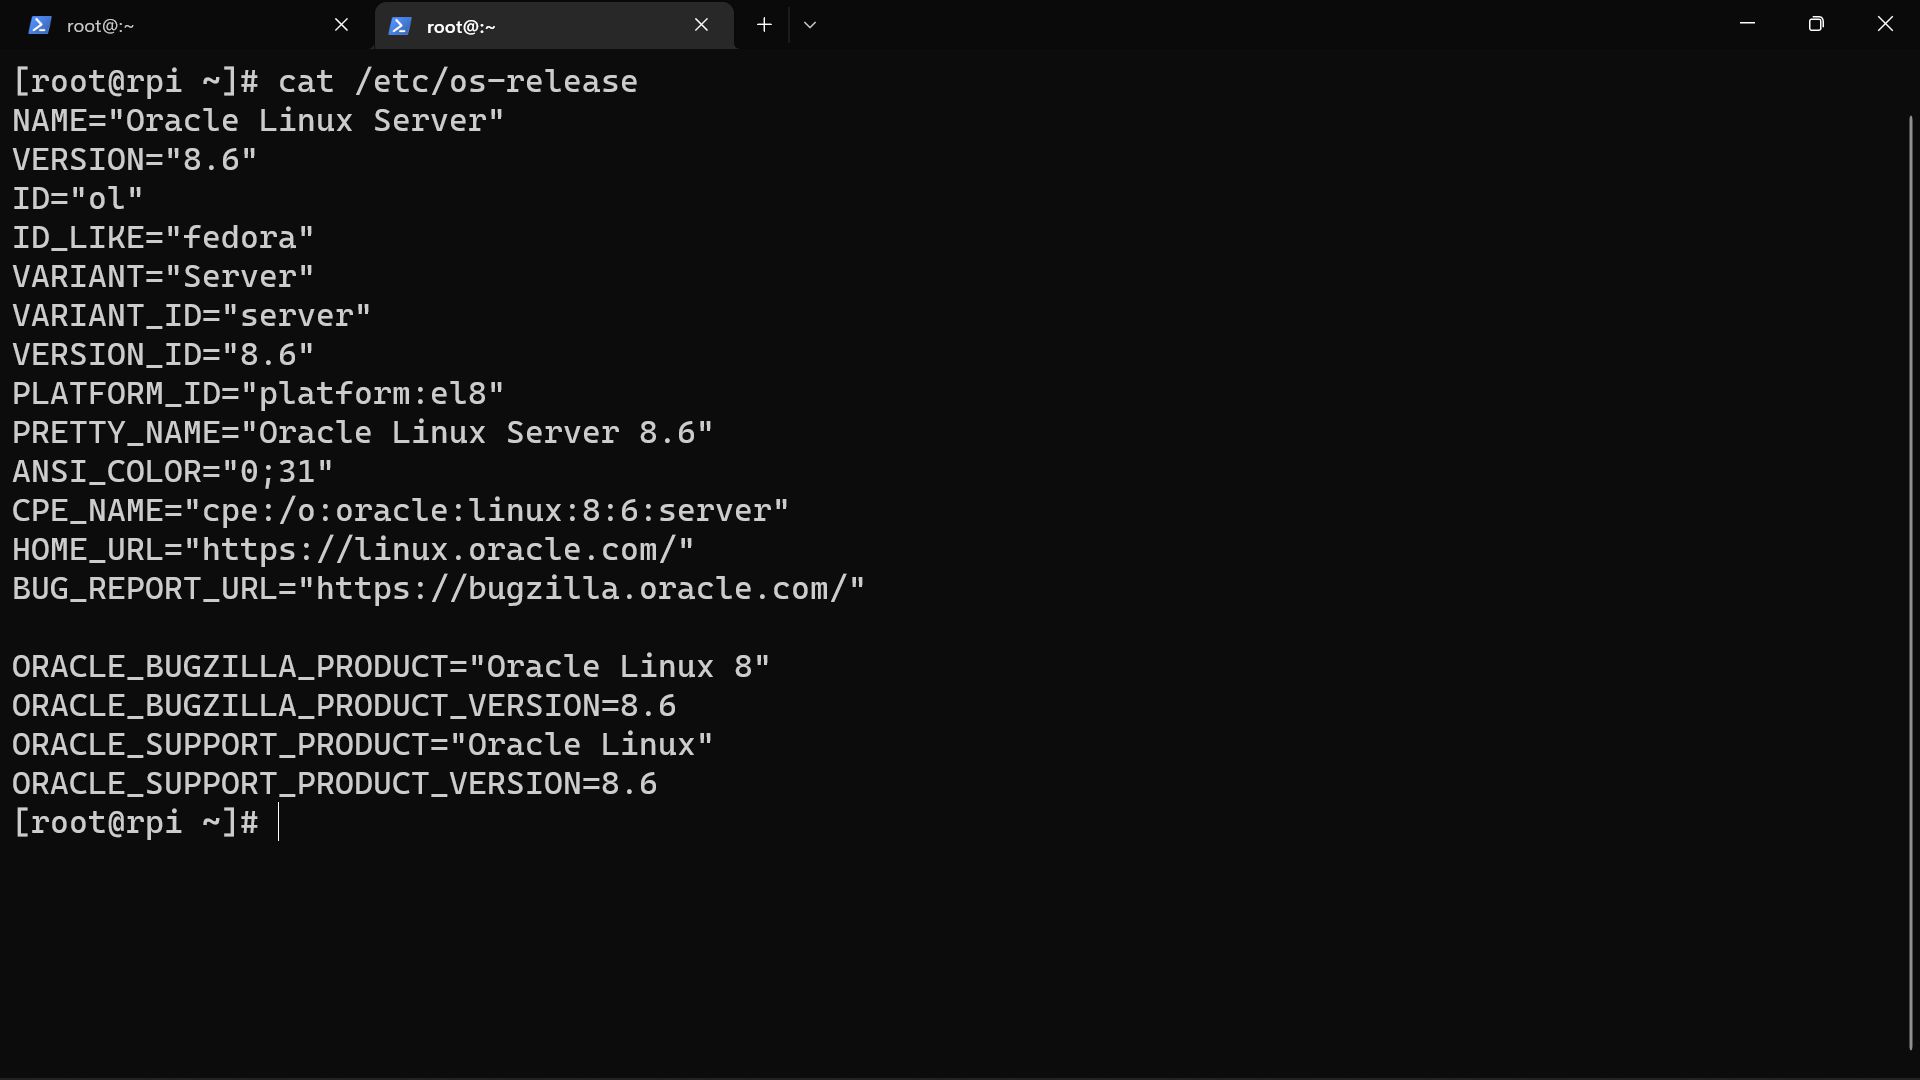 root@:~
root@:~
[root@rpi ~]# cat /etc/os-release
NAME="Oracle Linux Server"
VERSION="8.6"
ID="ol"
ID_LIKE="fedora"
VARIANT="Server"
VARIANT_ID="server"
VERSION_ID="8.6"
PLATFORM_ID="platform:el8"
PRETTY_NAME="Oracle Linux Server 8.6"
ANSI_COLOR="0;31"
CPE_NAME="cpe:/o:oracle:linux:8:6:server"
HOME_URL="https://linux.oracle.com/"
BUG_REPORT_URL="https://bugzilla.oracle.com/"

ORACLE_BUGZILLA_PRODUCT="Oracle Linux 8"
ORACLE_BUGZILLA_PRODUCT_VERSION=8.6
ORACLE_SUPPORT_PRODUCT="Oracle Linux"
ORACLE_SUPPORT_PRODUCT_VERSION=8.6
[root@rpi ~]#